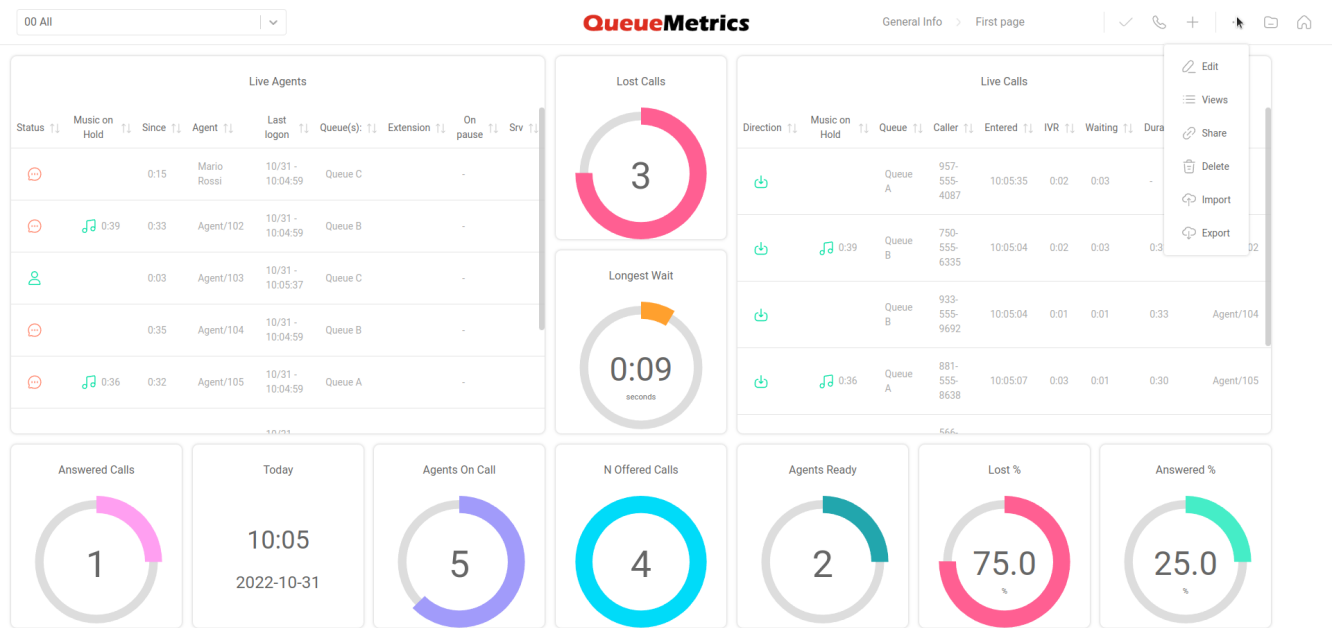 00 All
QueueMetrics
General Info > First page
Live Agents
Status Music on Hold Since Agent Last logon Queue(s): Extension On pause Srv
0:15 Mario Rossi 10/31 - 10:04:59 Queue C -
0:39 0:33 Agent/102 10/31 - 10:04:59 Queue B -
0:03 Agent/103 10/31 - 10:05:37 Queue C -
0:35 Agent/104 10/31 - 10:04:59 Queue B -
0:36 0:32 Agent/105 10/31 - 10:04:59 Queue A -
Lost Calls
3
Longest Wait
0:09
seconds
Live Calls
Direction Music on Hold Queue Caller Entered IVR Waiting Dura
Queue A 957-555-4087 10:05:35 0:02 0:03 -
0:39 Queue B 750-555-6335 10:05:04 0:02 0:03 0:3 02
Queue B 933-555-9692 10:05:04 0:01 0:01 0:33 Agent/104
0:36 Queue A 881-555-8638 10:05:07 0:03 0:01 0:30 Agent/105
Edit
Views
Share
Delete
Import
Export
Answered Calls
1
Today
10:05
2022-10-31
Agents On Call
5
N Offered Calls
4
Agents Ready
2
Lost %
75.0
%
Answered %
25.0
%